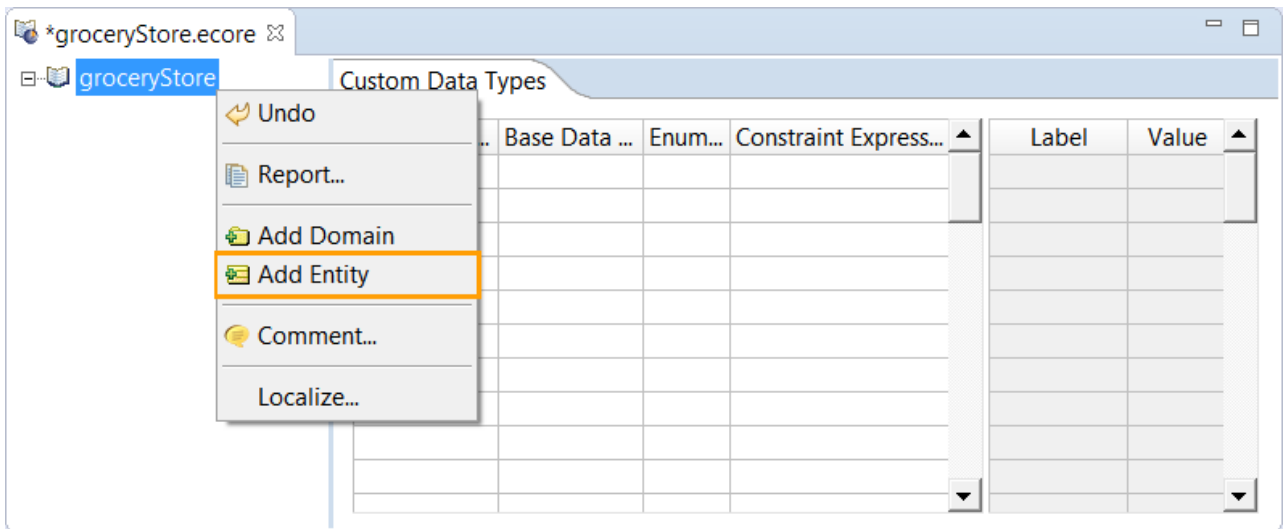 *groceryStore.ecore
groceryStore
Custom Data Types
Undo
.. Base Data ... Enum... Constraint Express... Label Value
Report...
Add Domain
Add Entity
Comment...
Localize...